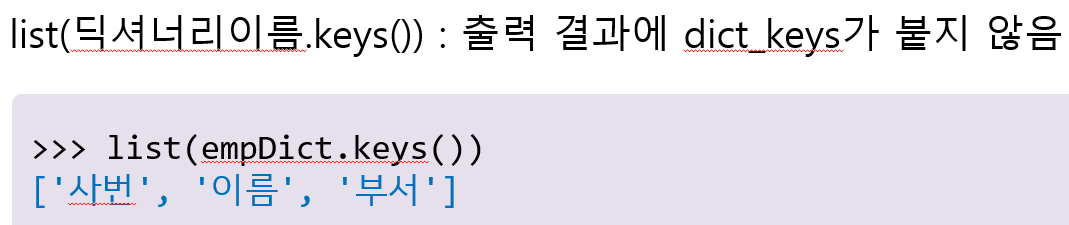 list(딕셔너리이름.keys()) : 출력 결과에 dict_keys가 붙지 않음
>>> list(empDict.keys())
['사번', '이름', '부서']